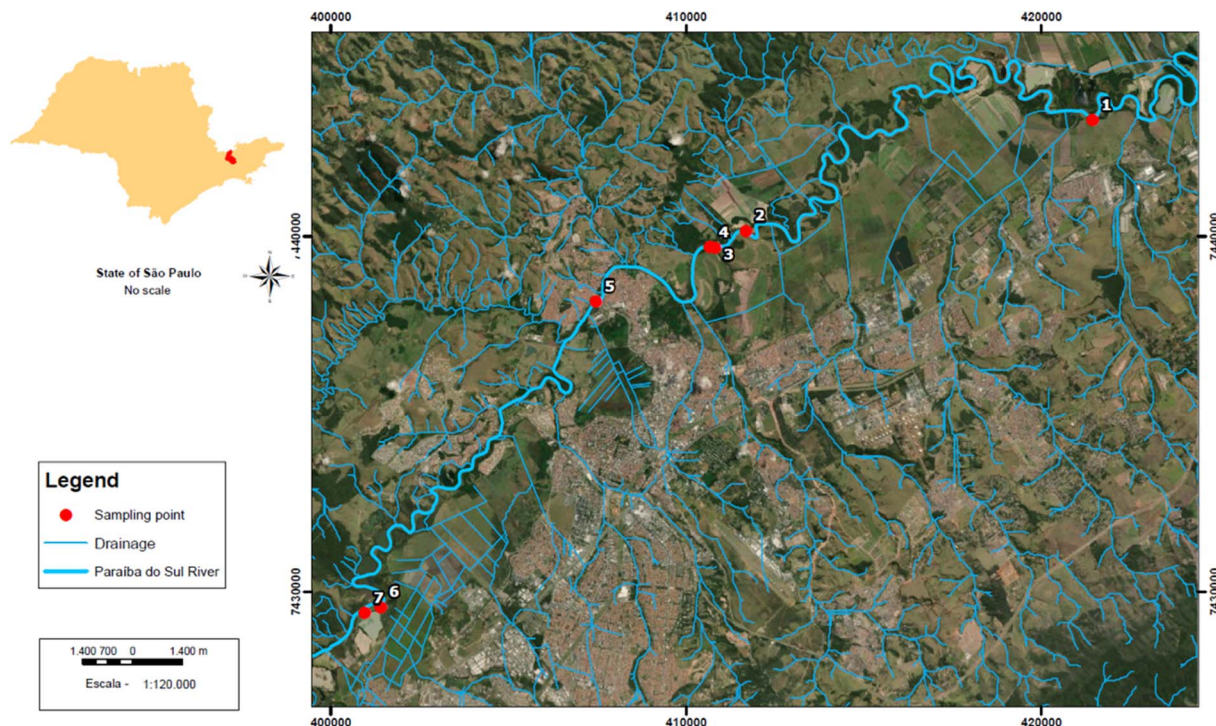 400000
410000
420000
1
2
4
3
5
6
7
7440000
7440000
7430000
7430000
400000
410000
420000
State of São Paulo
No scale
Legend
Sampling point
Drainage
Paraíba do Sul River
1.400 700 0 1.400 m
Escala - 1:120.000